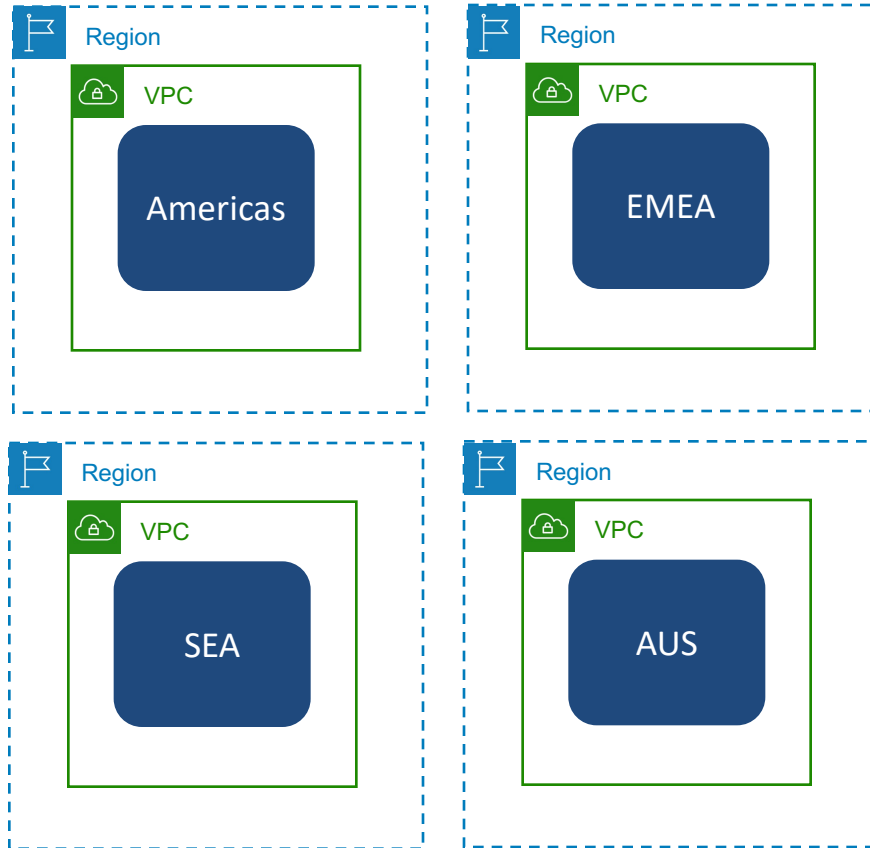 Region
VPC
Americas
Region
VPC
EMEA
Region
VPC
SEA
Region
VPC
AUS